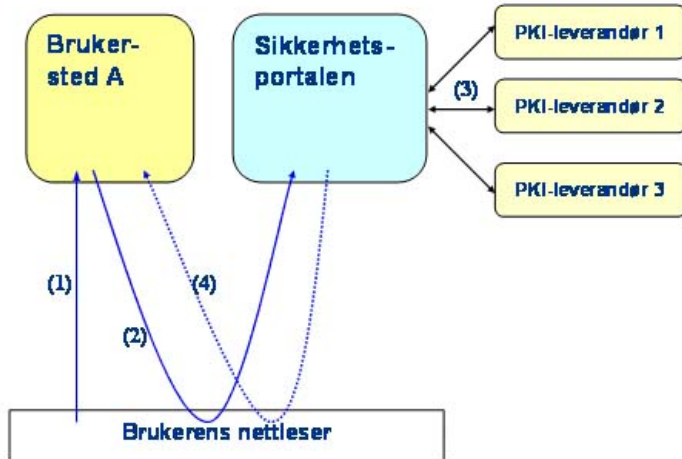 Bruker-
sted A
Sikkerhets-
portalen
PKI-leverandør 1
(3)
PKI-leverandør 2
PKI-leverandør 3
(1)
(4)
(2)
Brukerens nettleser